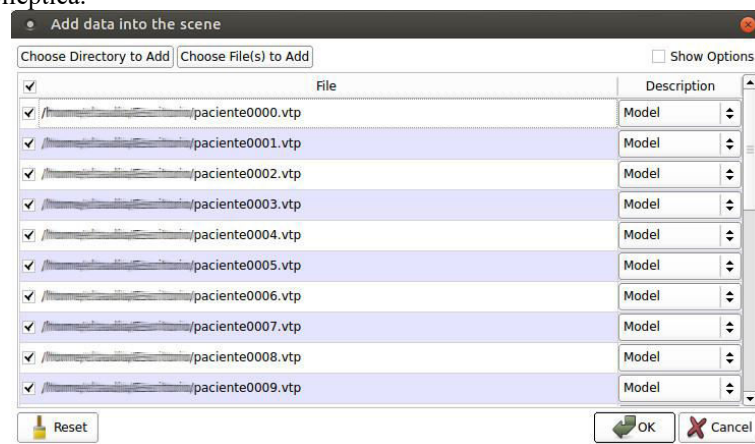 Add data into the scene
Choose Directory to Add Choose File(s) to Add Show Options
File Description
/paciente0000.vtp Model
/paciente0001.vtp Model
/paciente0002.vtp Model
/paciente0003.vtp Model
/paciente0004.vtp Model
/paciente0005.vtp Model
/paciente0006.vtp Model
/paciente0007.vtp Model
/paciente0008.vtp Model
/paciente0009.vtp Model
Reset OK Cancel